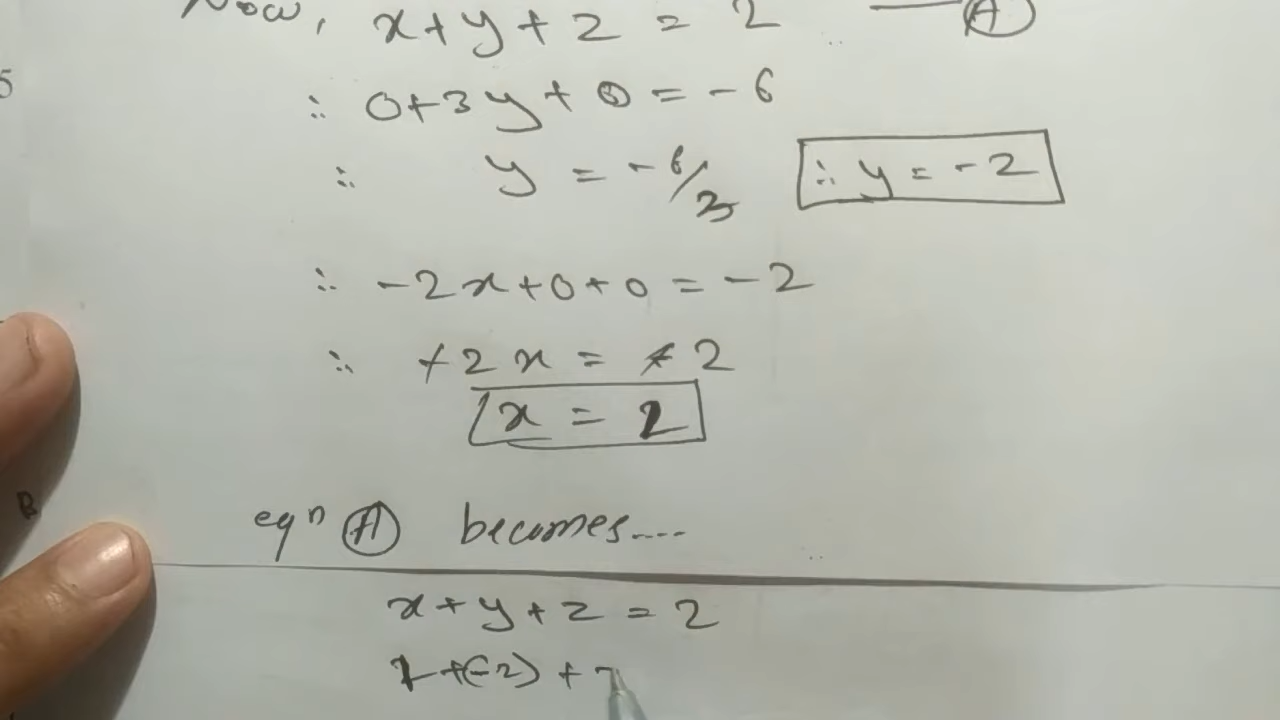 Now, x+y+z = 2 — (A)
∴ 0+3y+0 = -6
∴ y = -6/3 ∴ y = -2
∴ -2x+0+0 = -2
∴ +2x = +2
x = 1
eqn (A) becomes....
x+y+z = 2
1+(-2)+z